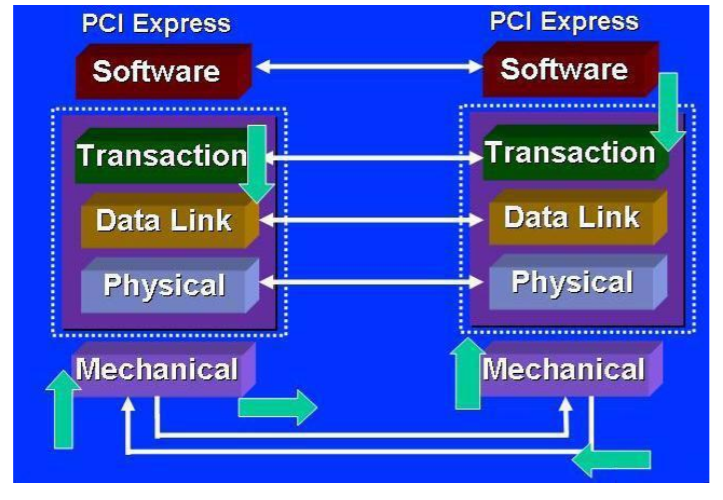 PCI Express
Software
Transaction
Data Link
Physical
Mechanical
PCI Express
Software
Transaction
Data Link
Physical
Mechanical